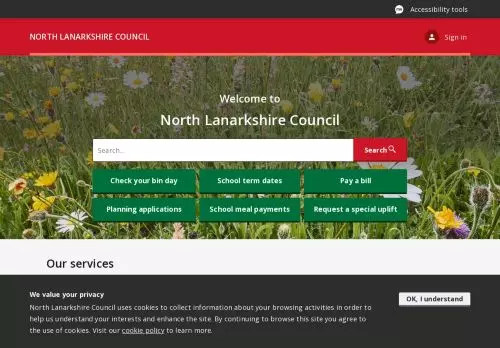 Accessibility tools
NORTH LANARKSHIRE COUNCIL
Sign in
Welcome to
North Lanarkshire Council
Search...
Search
Check your bin day
School term dates
Pay a bill
Planning applications
School meal payments
Request a special uplift
Our services
We value your privacy
North Lanarkshire Council uses cookies to collect information about your browsing activities in order to
help us understand your interests and enhance the site. By continuing to browse this site you agree to
the use of cookies. Visit our cookie policy to learn more.
OK, I understand